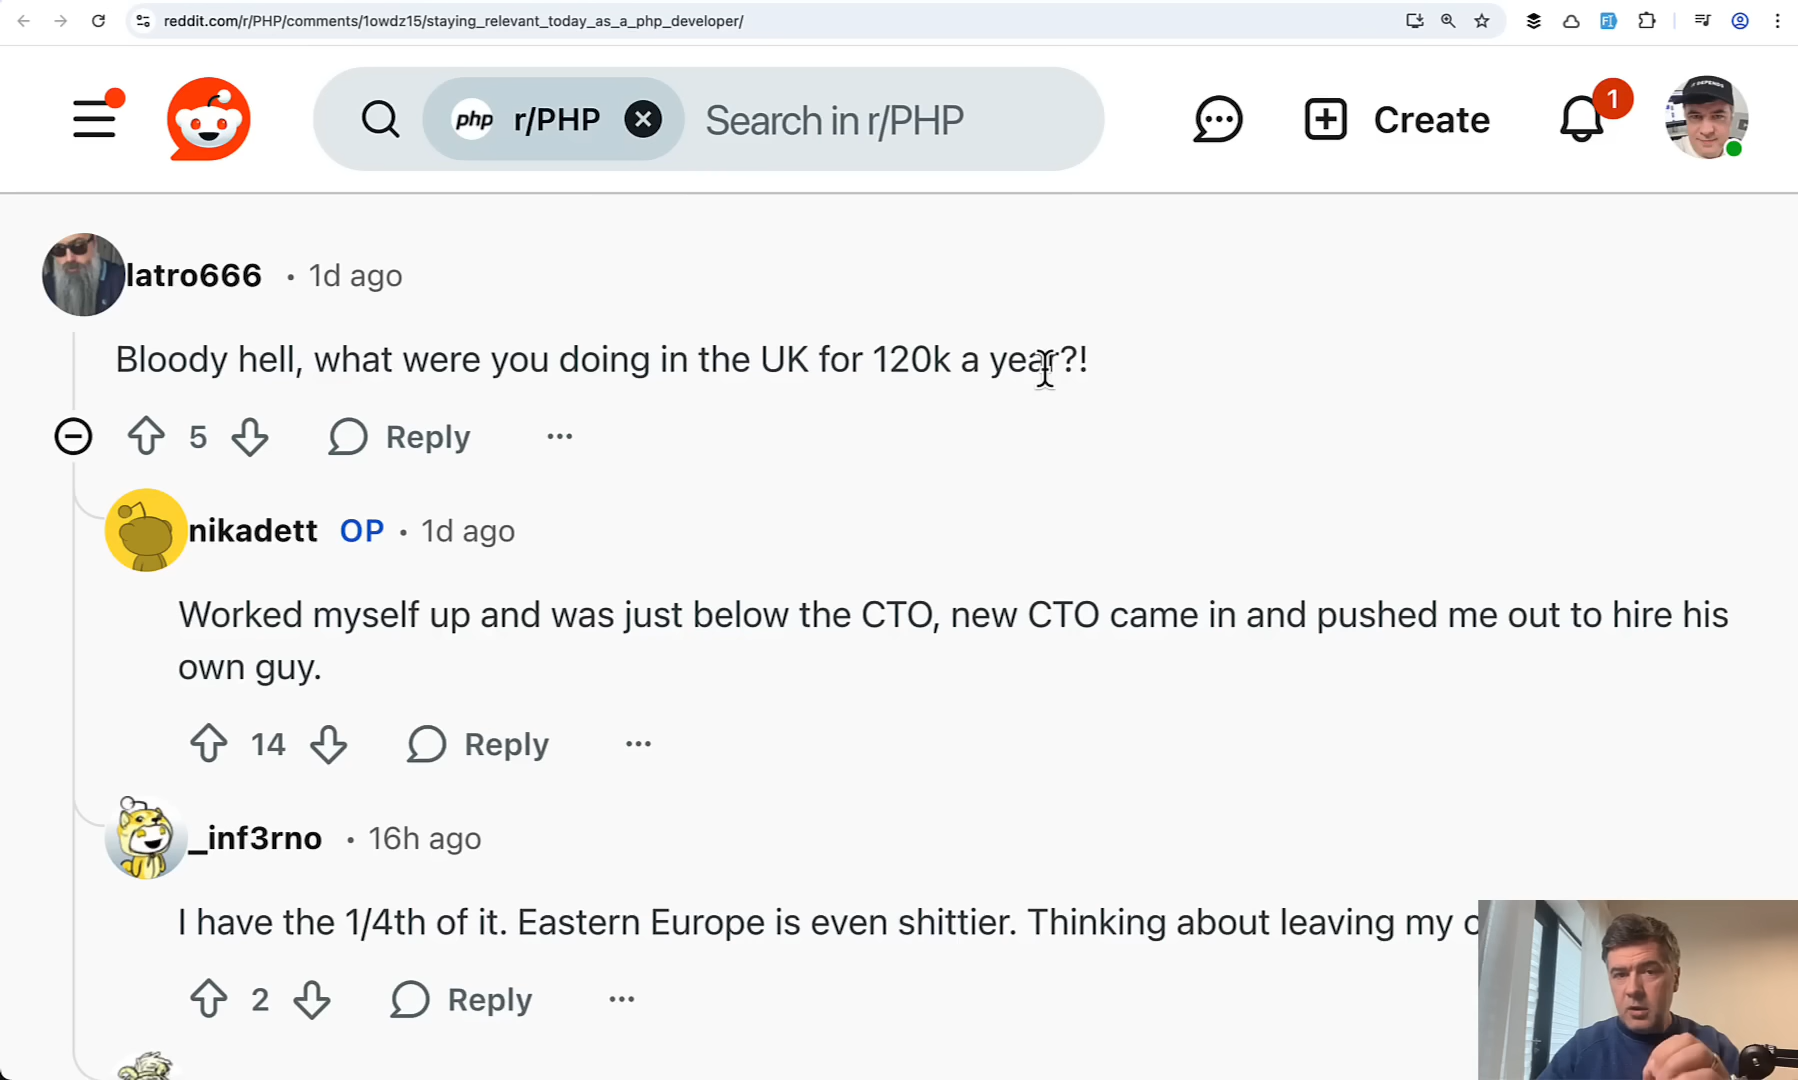 reddit.com/r/PHP/comments/1owdz15/staying_relevant_today_as_a_php_developer/
php r/PHP Search in r/PHP Create 1
latro666 • 1d ago
Bloody hell, what were you doing in the UK for 120k a year?!
5 Reply ...
nikadett OP • 1d ago
Worked myself up and was just below the CTO, new CTO came in and pushed me out to hire his
own guy.
14 Reply ...
_inf3rno • 16h ago
I have the 1/4th of it. Eastern Europe is even shittier. Thinking about leaving my
2 Reply ...